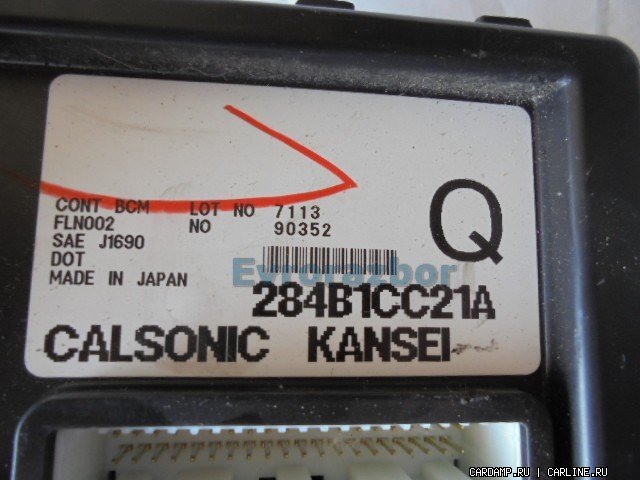 CONT BCM LOT NO 7113
FLN002 NO 90352
SAE J1690
DOT
MADE IN JAPAN
Q
Evrorazbor
284B1CC21A
CALSONIC KANSEI
CARDAMP.RU | CARLINE.RU